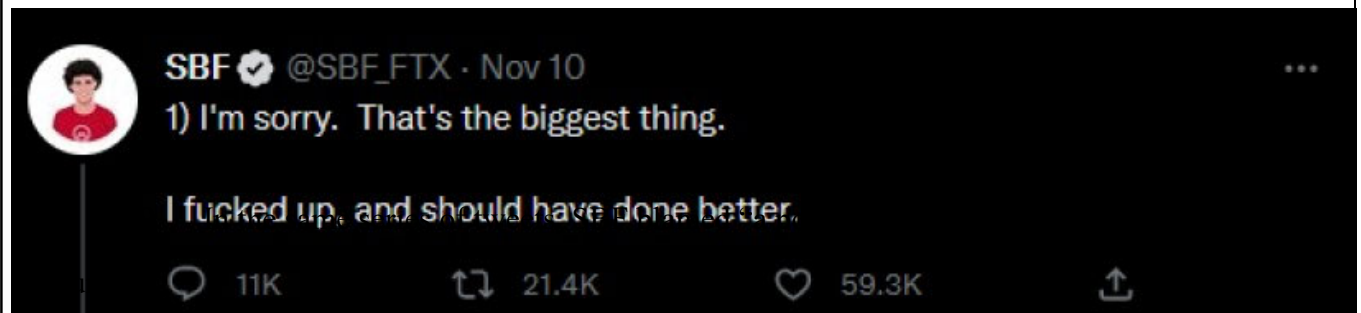 SBF @SBF_FTX · Nov 10
1) I'm sorry.  That's the biggest thing.
I fucked up, and should have done better.
11K 21.4K 59.3K